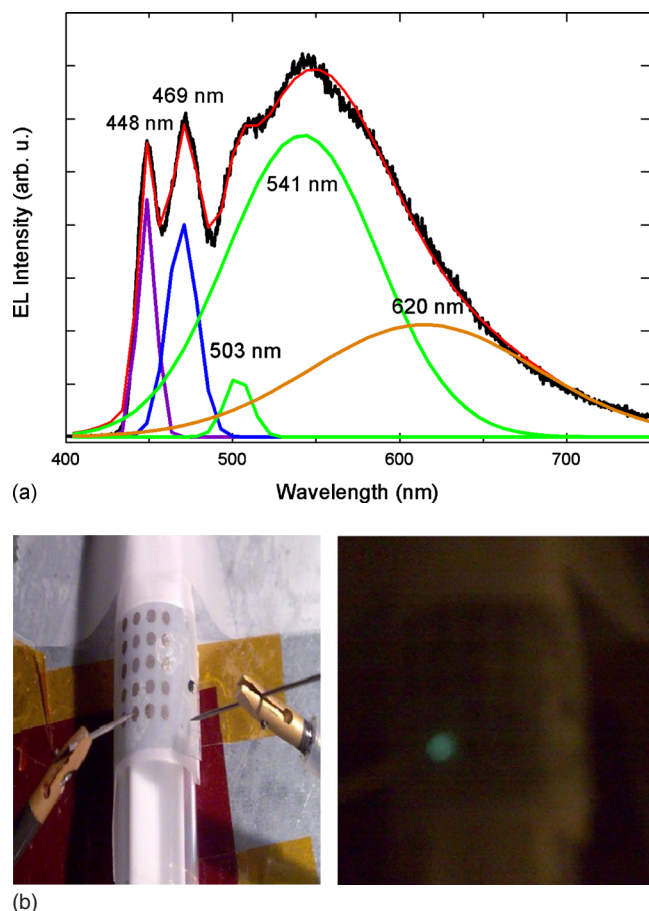 469 nm
448 nm
541 nm
620 nm
503 nm
EL Intensity (arb. u.)
400
500
600
700
(a)
Wavelength (nm)
(b)